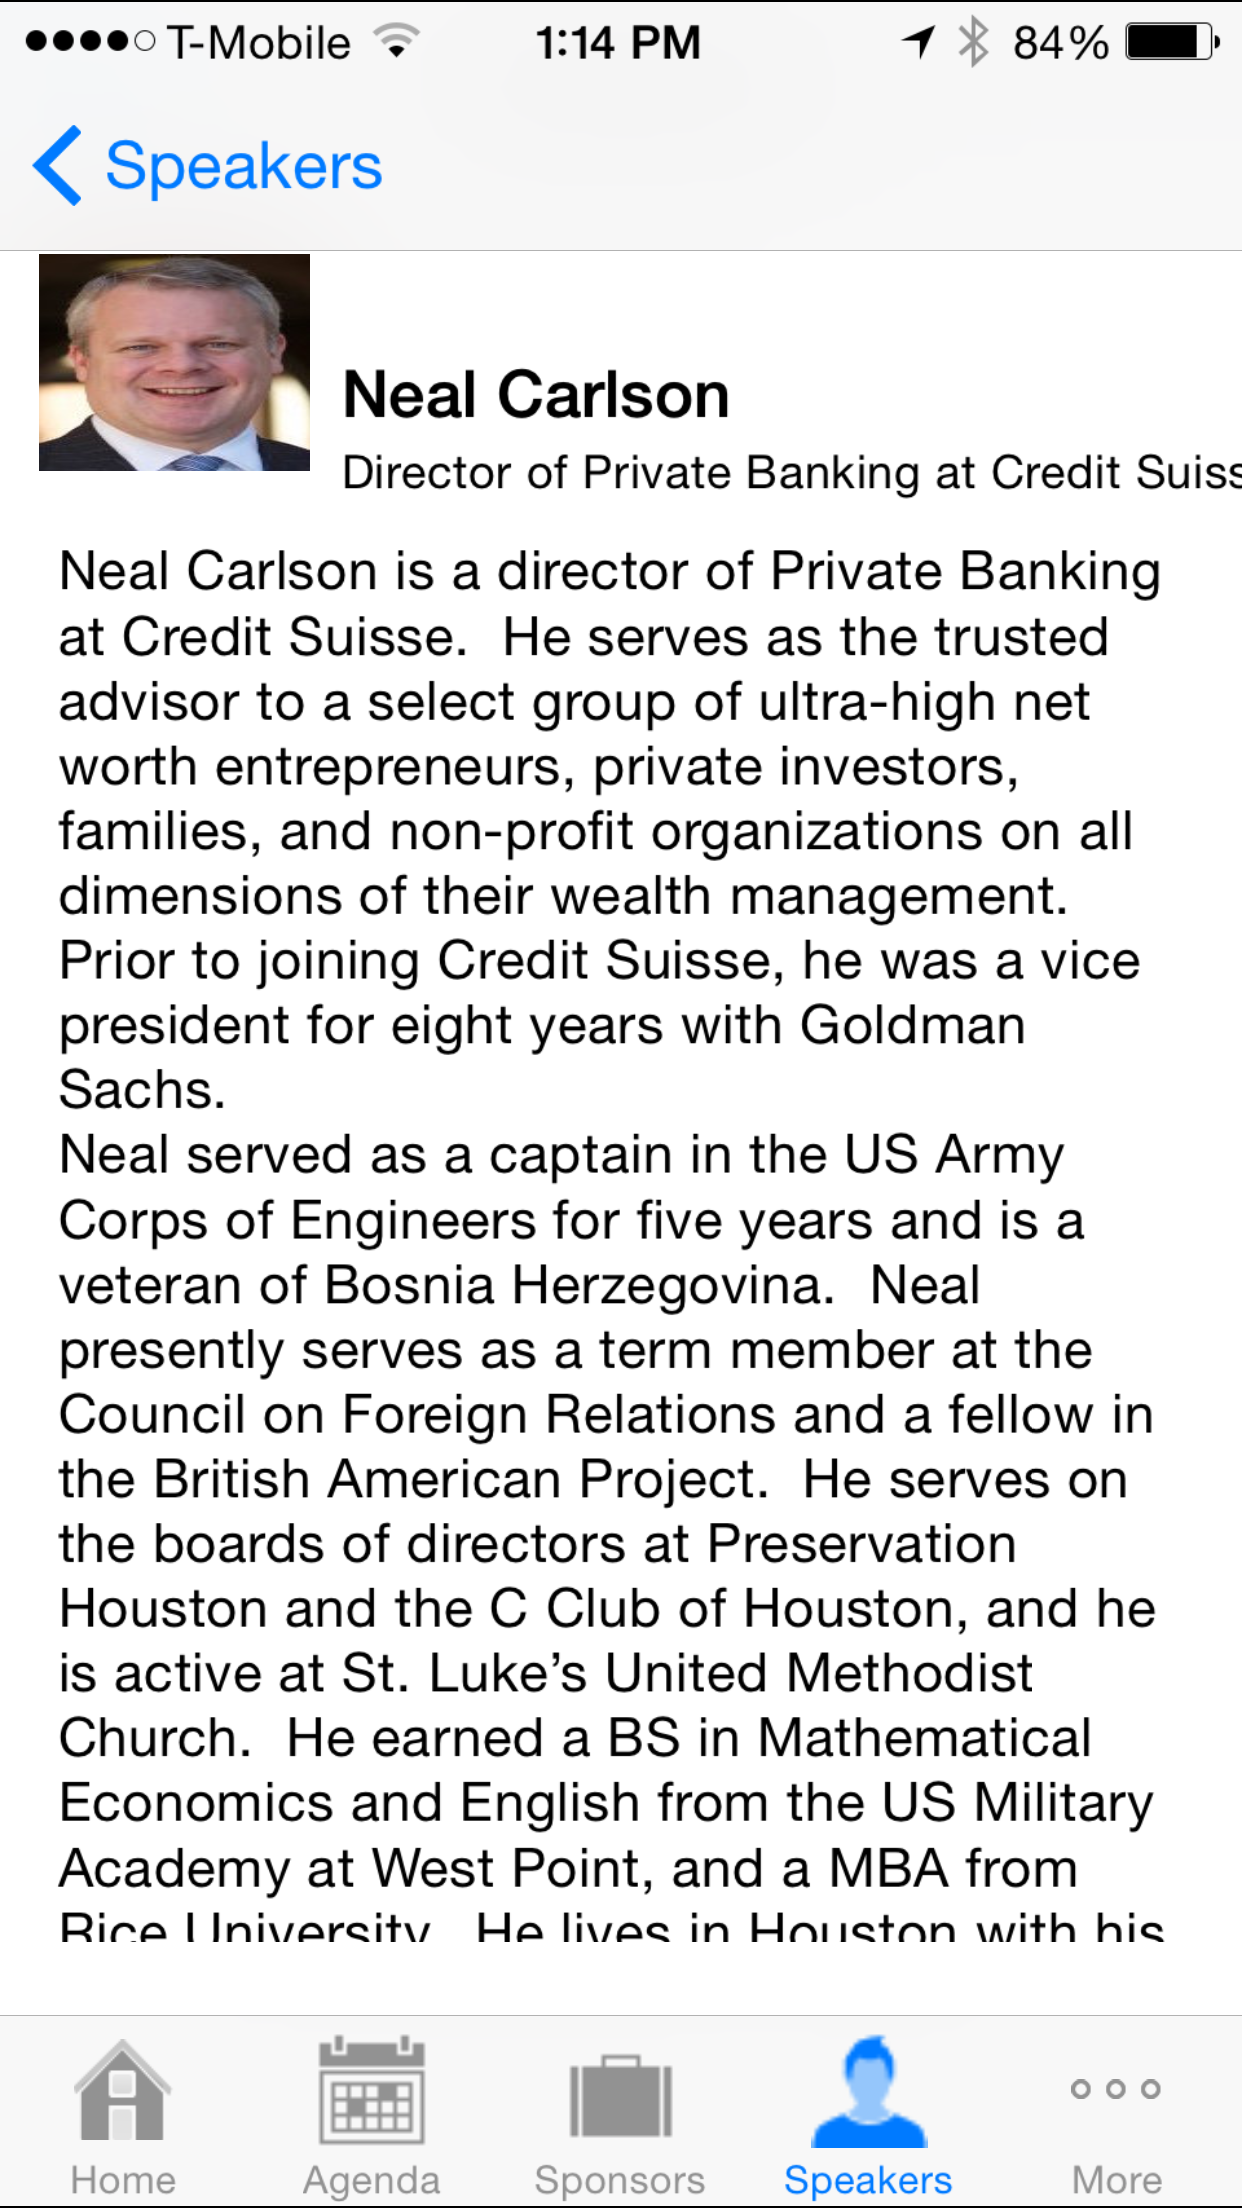 T-Mobile 1:14 PM 84%
Speakers
Neal Carlson
Director of Private Banking at Credit Suiss
Neal Carlson is a director of Private Banking
at Credit Suisse.  He serves as the trusted
advisor to a select group of ultra-high net
worth entrepreneurs, private investors,
families, and non-profit organizations on all
dimensions of their wealth management.
Prior to joining Credit Suisse, he was a vice
president for eight years with Goldman
Sachs.
Neal served as a captain in the US Army
Corps of Engineers for five years and is a
veteran of Bosnia Herzegovina.  Neal
presently serves as a term member at the
Council on Foreign Relations and a fellow in
the British American Project.  He serves on
the boards of directors at Preservation
Houston and the C Club of Houston, and he
is active at St. Luke’s United Methodist
Church.  He earned a BS in Mathematical
Economics and English from the US Military
Academy at West Point, and a MBA from
Rice University.  He lives in Houston with his
Home Agenda Sponsors Speakers More